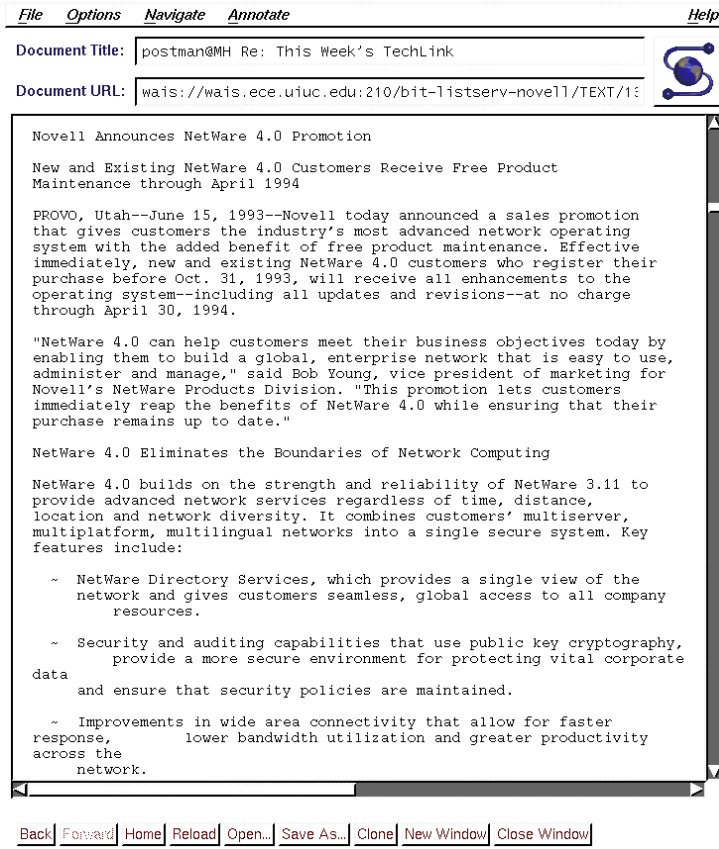 File Options Navigate Annotate Help
Document Title: postman@MH Re: This Week's TechLink
Document URL: wais://wais.ece.uiuc.edu:210/bit-listserv-novell/TEXT/13
Novell Announces NetWare 4.0 Promotion
New and Existing NetWare 4.0 Customers Receive Free Product
Maintenance through April 1994
PROVO, Utah--June 15, 1993--Novell today announced a sales promotion
that gives customers the industry's most advanced network operating
system with the added benefit of free product maintenance. Effective
immediately, new and existing NetWare 4.0 customers who register their
purchase before Oct. 31, 1993, will receive all enhancements to the
operating system--including all updates and revisions--at no charge
through April 30, 1994.
"NetWare 4.0 can help customers meet their business objectives today by
enabling them to build a global, enterprise network that is easy to use,
administer and manage," said Bob Young, vice president of marketing for
Novell's NetWare Products Division. "This promotion lets customers
immediately reap the benefits of NetWare 4.0 while ensuring that their
purchase remains up to date."
NetWare 4.0 Eliminates the Boundaries of Network Computing
NetWare 4.0 builds on the strength and reliability of NetWare 3.11 to
provide advanced network services regardless of time, distance,
location and network diversity. It combines customers' multiserver,
multiplatform, multilingual networks into a single secure system. Key
features include:
~ NetWare Directory Services, which provides a single view of the
network and gives customers seamless, global access to all company
resources.
~ Security and auditing capabilities that use public key cryptography,
provide a more secure environment for protecting vital corporate
data
and ensure that security policies are maintained.
~ Improvements in wide area connectivity that allow for faster
response, lower bandwidth utilization and greater productivity
across the
network.
Back Forward Home Reload Open... Save As... Clone New Window Close Window